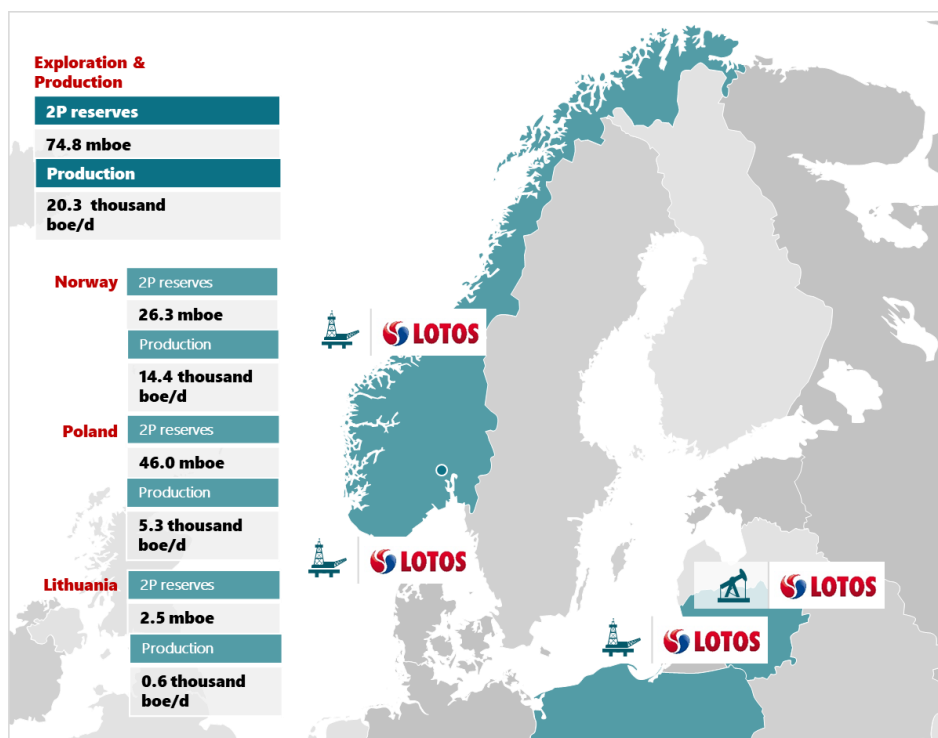 Exploration &
Production
2P reserves
74.8 mboe
Production
20.3 thousand
boe/d
Norway
2P reserves
26.3 mboe
Production
14.4 thousand
boe/d
Poland
2P reserves
46.0 mboe
Production
5.3 thousand
boe/d
Lithuania
2P reserves
2.5 mboe
Production
0.6 thousand
boe/d
LOTOS
LOTOS
LOTOS
LOTOS